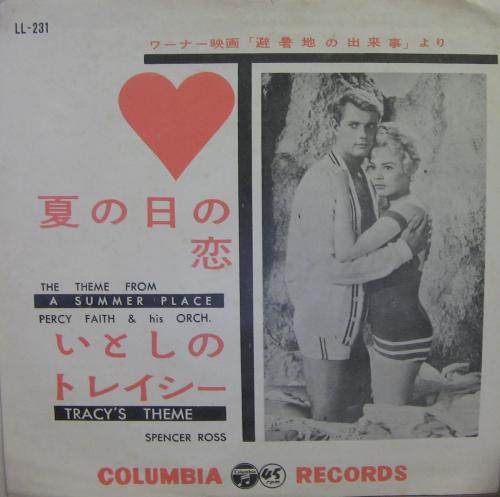 LL-231
ワーナー映画「避暑地の出来事」より
夏の日の
恋
THE THEME FROM
A SUMMER PLACE
PERCY FAITH & his ORCH.
いとしの
トレイシー
TRACY'S THEME
SPENCER ROSS
COLUMBIA 45 rpm RECORDS